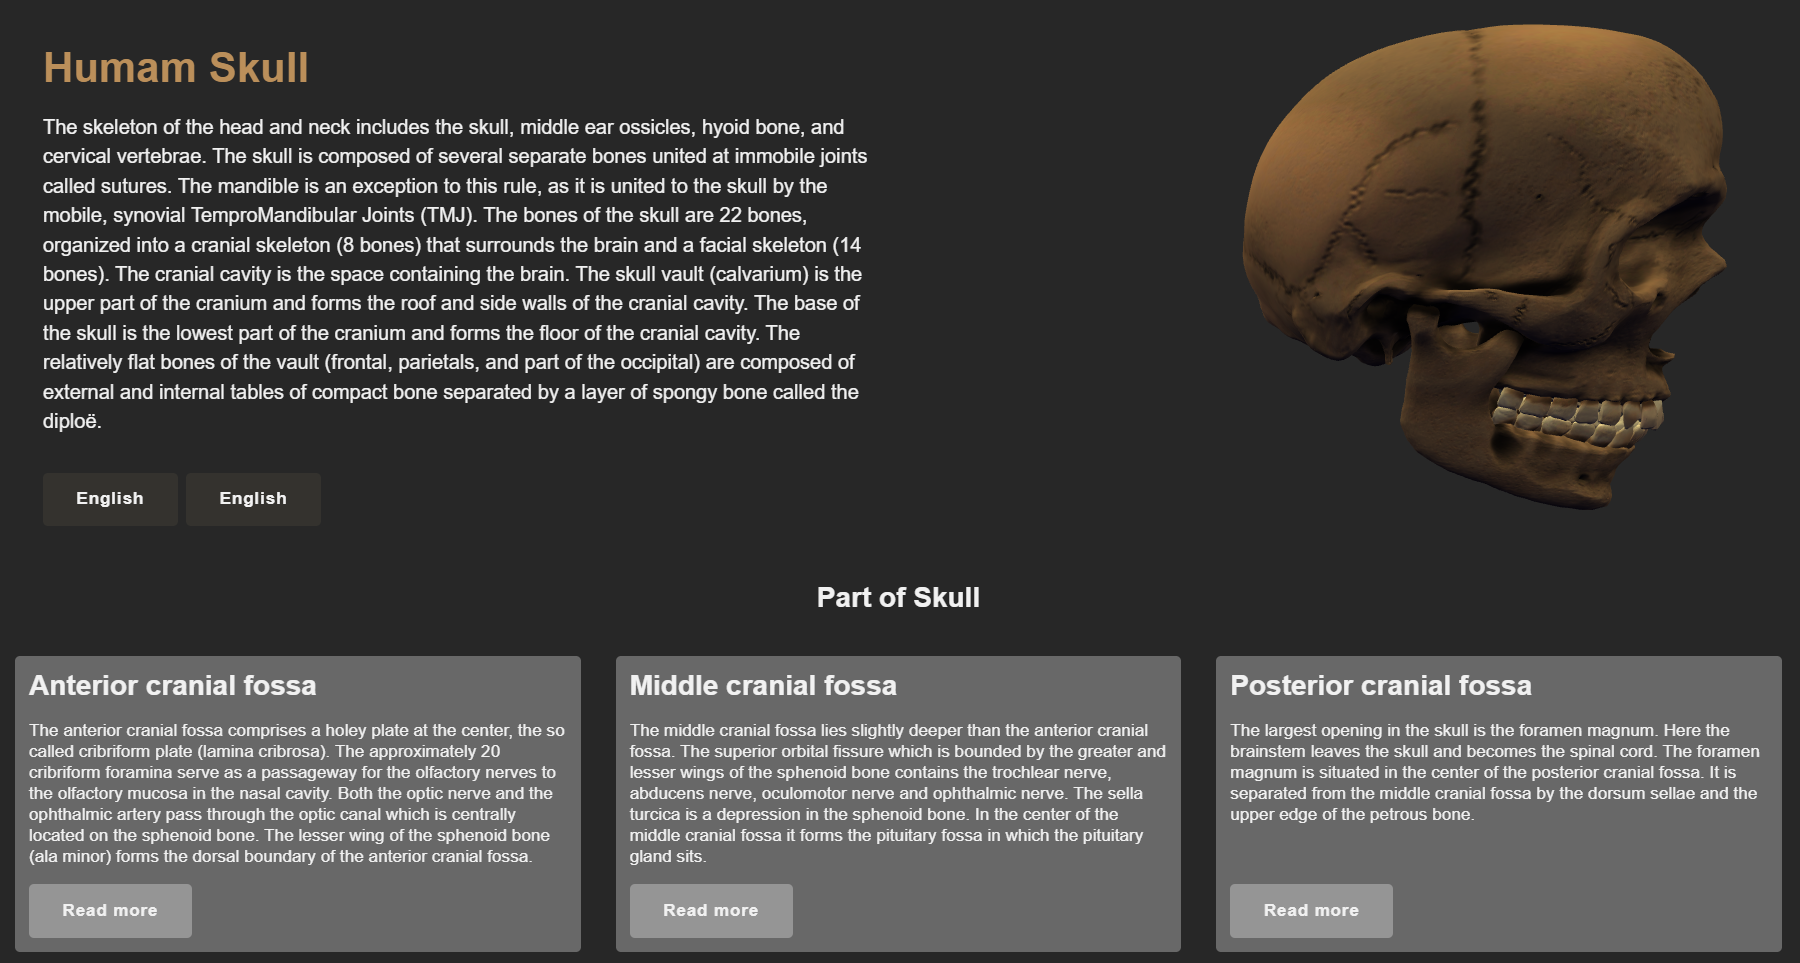 Humam Skull
The skeleton of the head and neck includes the skull, middle ear ossicles, hyoid bone, and
cervical vertebrae. The skull is composed of several separate bones united at immobile joints
called sutures. The mandible is an exception to this rule, as it is united to the skull by the
mobile, synovial TemproMandibular Joints (TMJ). The bones of the skull are 22 bones,
organized into a cranial skeleton (8 bones) that surrounds the brain and a facial skeleton (14
bones). The cranial cavity is the space containing the brain. The skull vault (calvarium) is the
upper part of the cranium and forms the roof and side walls of the cranial cavity. The base of
the skull is the lowest part of the cranium and forms the floor of the cranial cavity. The
relatively flat bones of the vault (frontal, parietals, and part of the occipital) are composed of
external and internal tables of compact bone separated by a layer of spongy bone called the
diploë.
English
English
Part of Skull
Anterior cranial fossa
The anterior cranial fossa comprises a holey plate at the center, the so
called cribriform plate (lamina cribrosa). The approximately 20
cribriform foramina serve as a passageway for the olfactory nerves to
the olfactory mucosa in the nasal cavity. Both the optic nerve and the
ophthalmic artery pass through the optic canal which is centrally
located on the sphenoid bone. The lesser wing of the sphenoid bone
(ala minor) forms the dorsal boundary of the anterior cranial fossa.
Read more
Middle cranial fossa
The middle cranial fossa lies slightly deeper than the anterior cranial
fossa. The superior orbital fissure which is bounded by the greater and
lesser wings of the sphenoid bone contains the trochlear nerve,
abducens nerve, oculomotor nerve and ophthalmic nerve. The sella
turcica is a depression in the sphenoid bone. In the center of the
middle cranial fossa it forms the pituitary fossa in which the pituitary
gland sits.
Read more
Posterior cranial fossa
The largest opening in the skull is the foramen magnum. Here the
brainstem leaves the skull and becomes the spinal cord. The foramen
magnum is situated in the center of the posterior cranial fossa. It is
separated from the middle cranial fossa by the dorsum sellae and the
upper edge of the petrous bone.
Read more